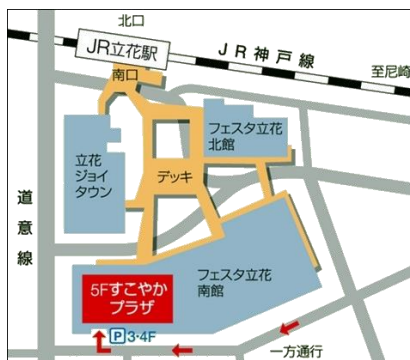 北口
JR立花駅
JR神戸線
南口
至尼崎
フェスタ立花
北館
立花
ジョイ
タウン
デッキ
道意線
フェスタ立花
南館
5Fすこやか
プラザ
P3・4F
一方通行